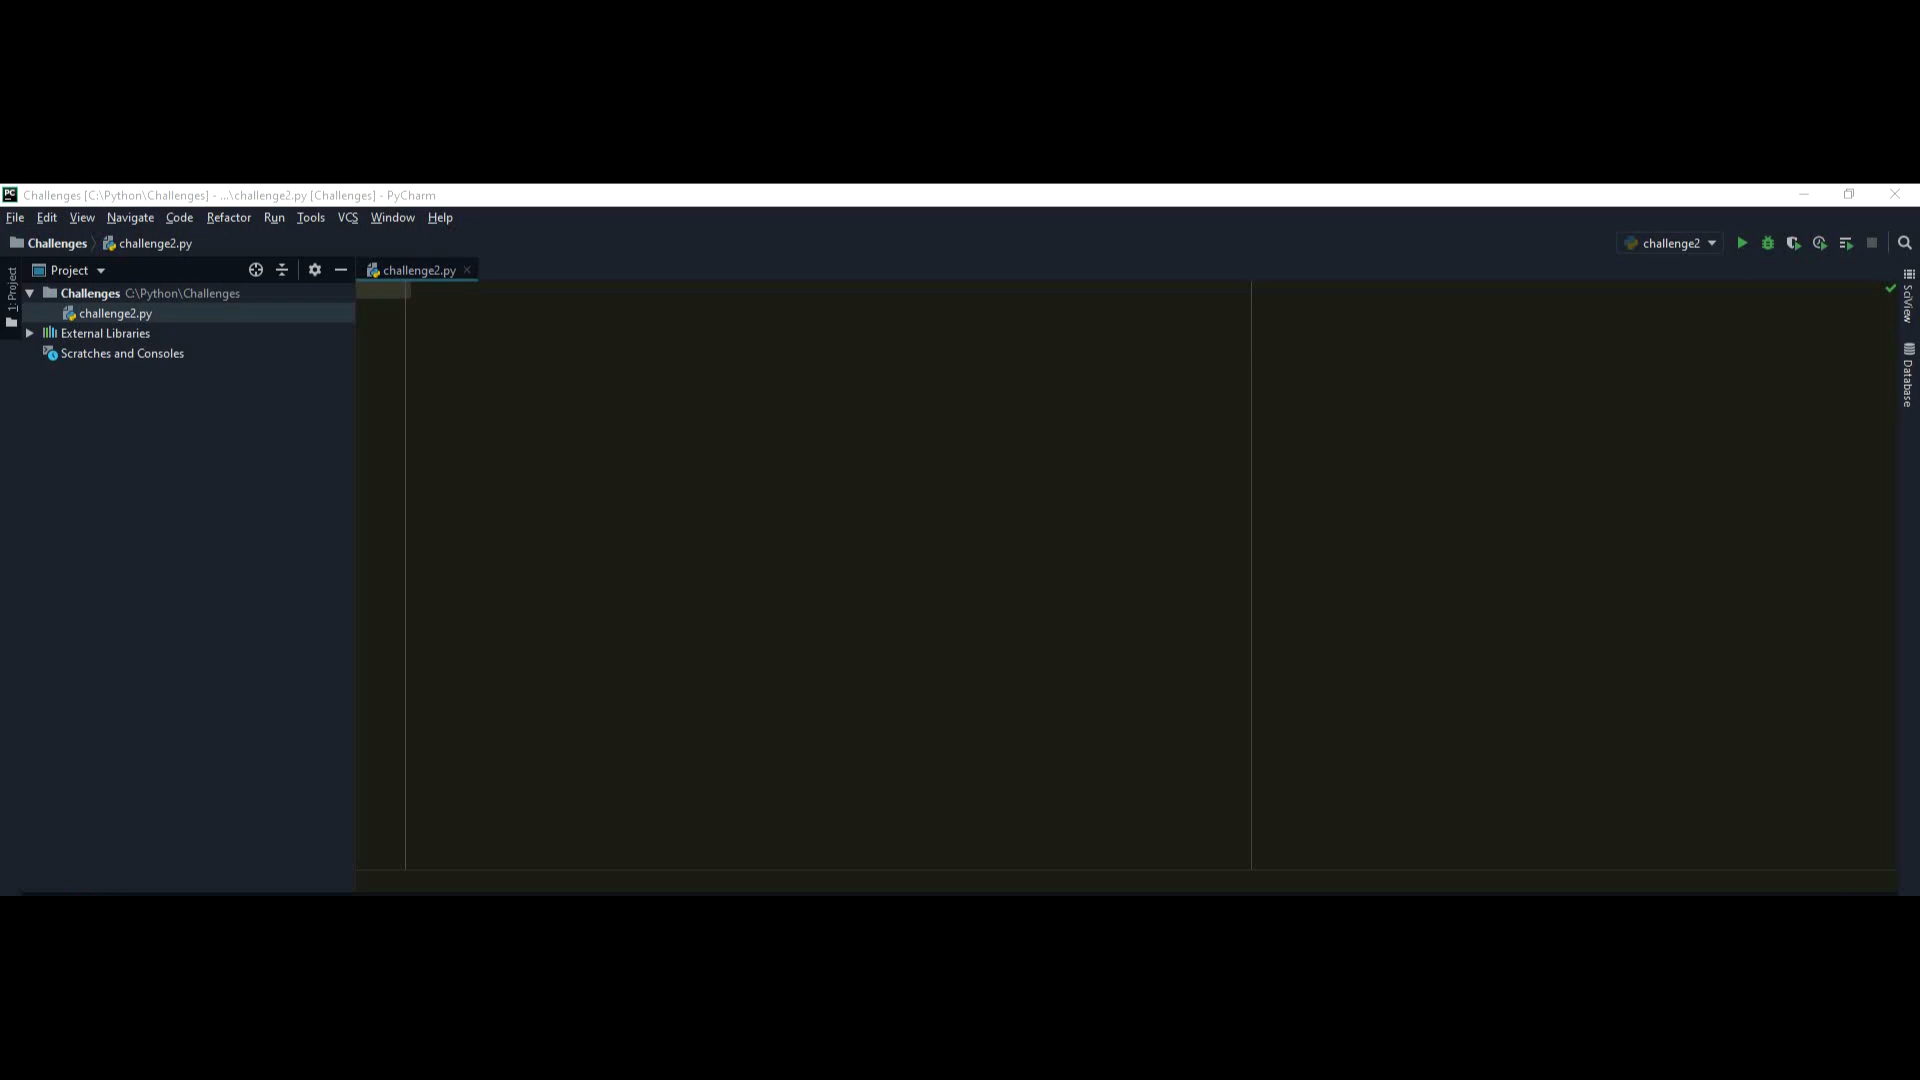 PC Challenges [C:\Python\Challenges] - ...\challenge2.py [Challenges] - PyCharm
File Edit View Navigate Code Refactor Run Tools VCS Window Help
Challenges challenge2.py challenge2
1: Project
Project
challenge2.py
Challenges C:\Python\Challenges
challenge2.py
External Libraries
Scratches and Consoles
SciView
Database